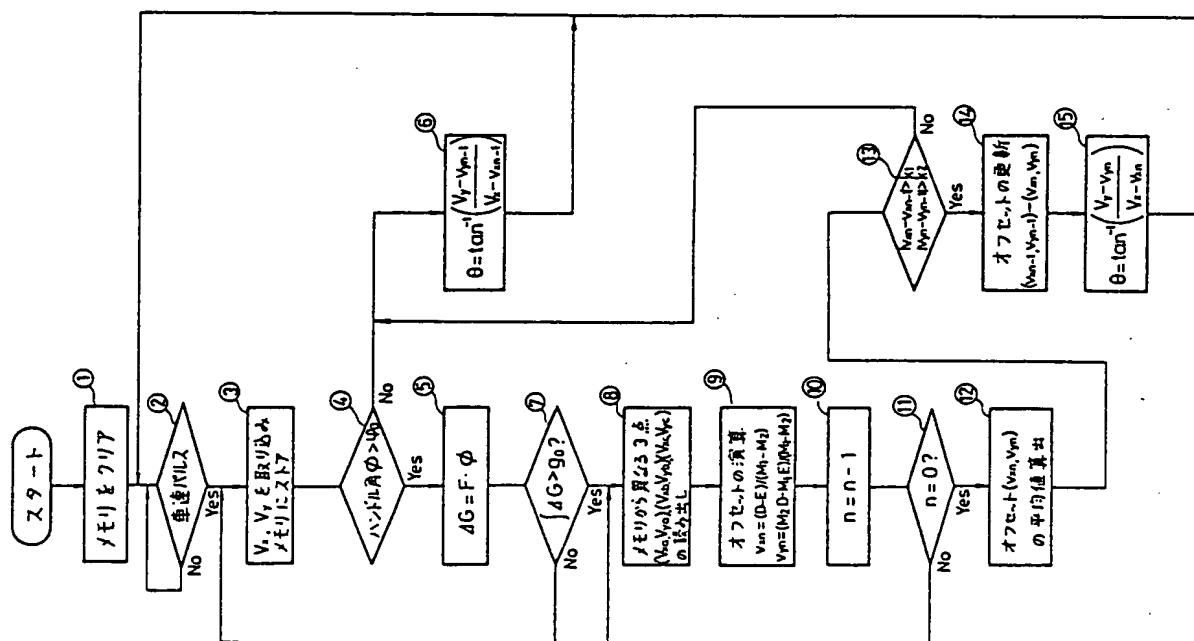 スタート
①
メモリをクリア
②
車速パルス
No
Yes
③
Vx, Vyを取り込み
メモリにストア
④
ハンドル角φ>φ0
No
Yes
⑤
ΔG=F·φ
⑥
θ=tan⁻¹(Vy-Vyn-1/Vx-Vxn-1)
⑦
∫ΔG>g0?
No
Yes
⑧
メモリから異なる3点
(Vxa,Vya)(Vxb,Vyb)(Vxc,Vyc)
の読み出し
⑨
オフセットの演算
Vxn=(D-E)/(M1-M2)
Vyn=(M2D-M1E)/(M1-M2)
⑩
n=n-1
⑪
n=0?
No
Yes
⑫
オフセット(Vxn,Vyn)
の平均値算出
⑬
|Vxn-Vxn-1|>K1
|Vyn-Vyn-1|>K2
No
Yes
⑭
オフセットの更新
(Vxn-1,Vyn-1)−(Vxn,Vyn)
⑮
θ=tan⁻¹(Vy-Vyn/Vx-Vxn)